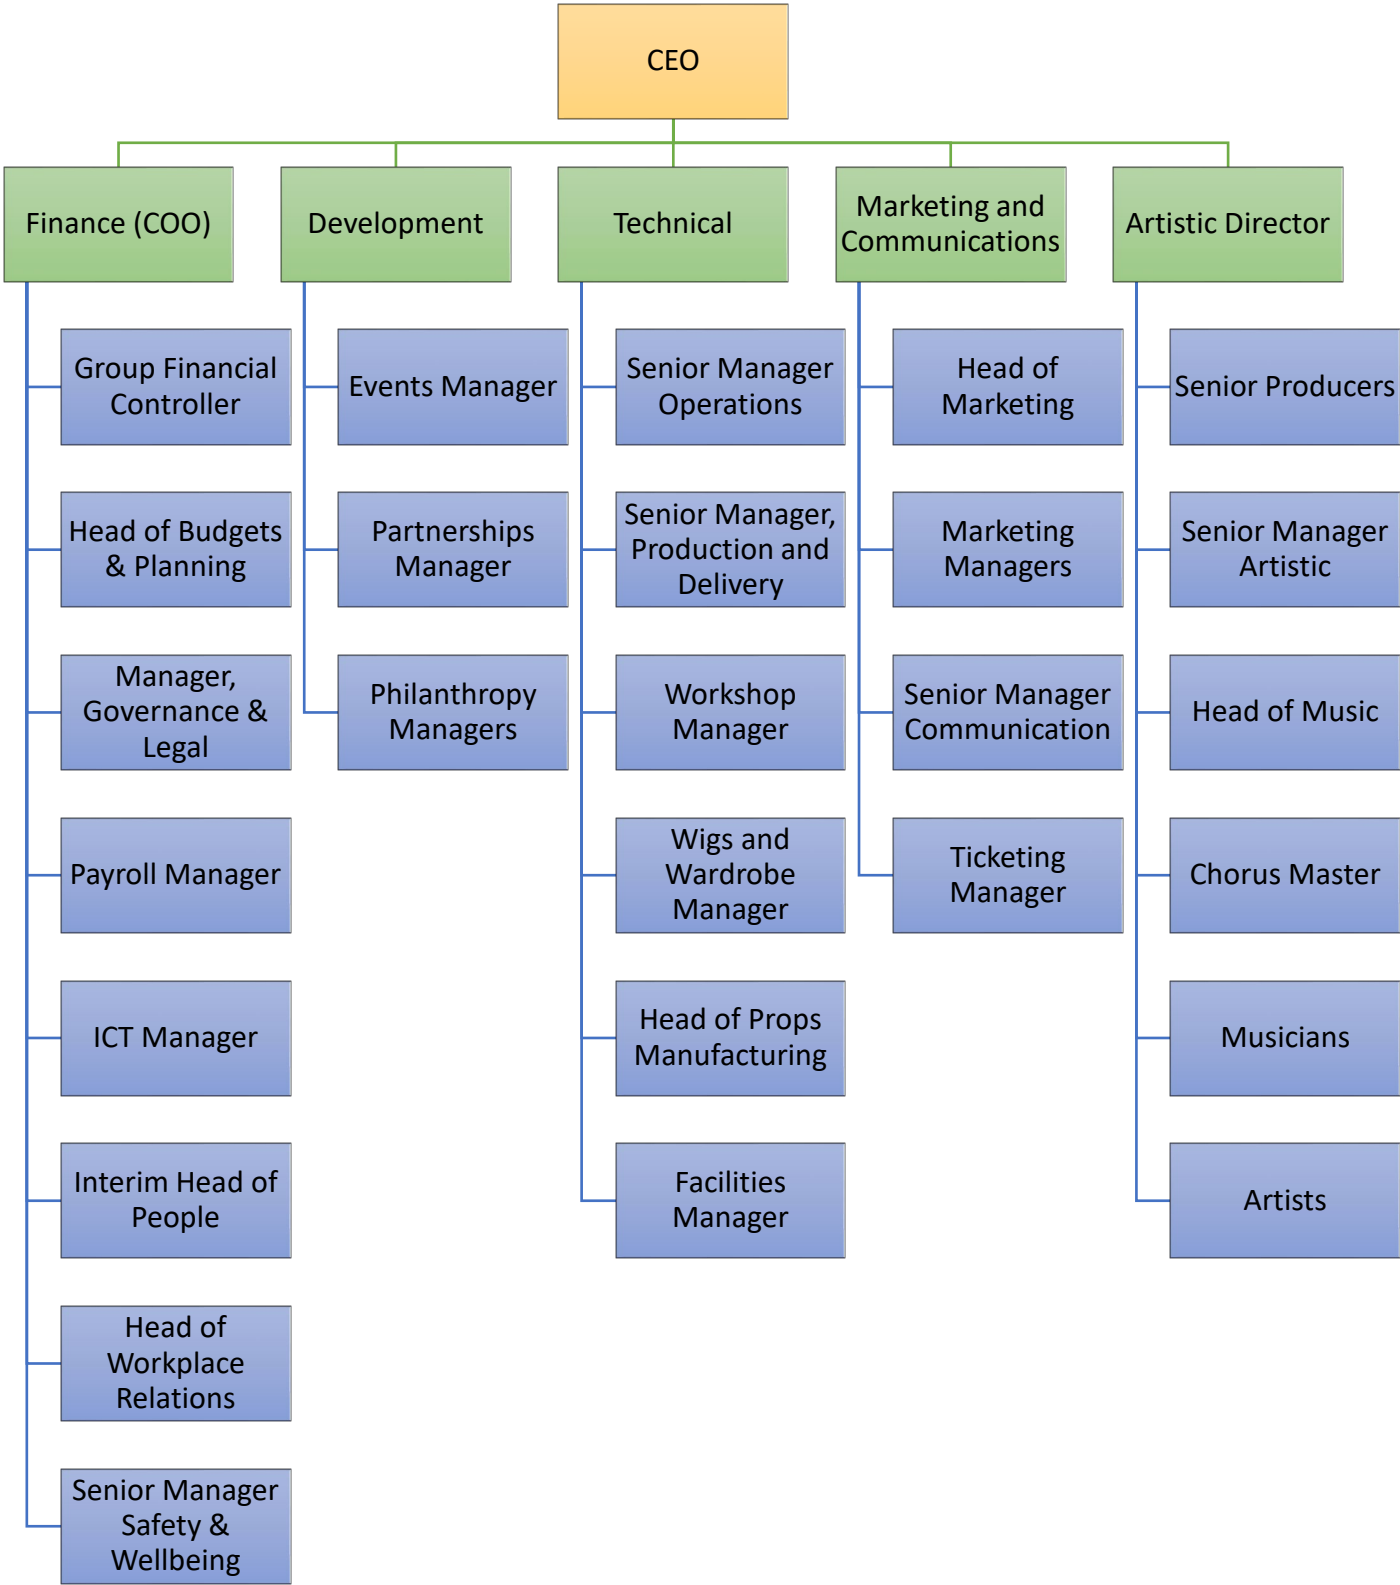 CEO
Finance (COO)
Development
Technical
Marketing and
Communications
Artistic Director
Group Financial
Controller
Head of Budgets
& Planning
Manager,
Governance &
Legal
Payroll Manager
ICT Manager
Interim Head of
People
Head of
Workplace
Relations
Senior Manager
Safety &
Wellbeing
Events Manager
Partnerships
Manager
Philanthropy
Managers
Senior Manager
Operations
Senior Manager,
Production and
Delivery
Workshop
Manager
Wigs and
Wardrobe
Manager
Head of Props
Manufacturing
Facilities
Manager
Head of
Marketing
Marketing
Managers
Senior Manager
Communication
Ticketing
Manager
Senior Producers
Senior Manager
Artistic
Head of Music
Chorus Master
Musicians
Artists